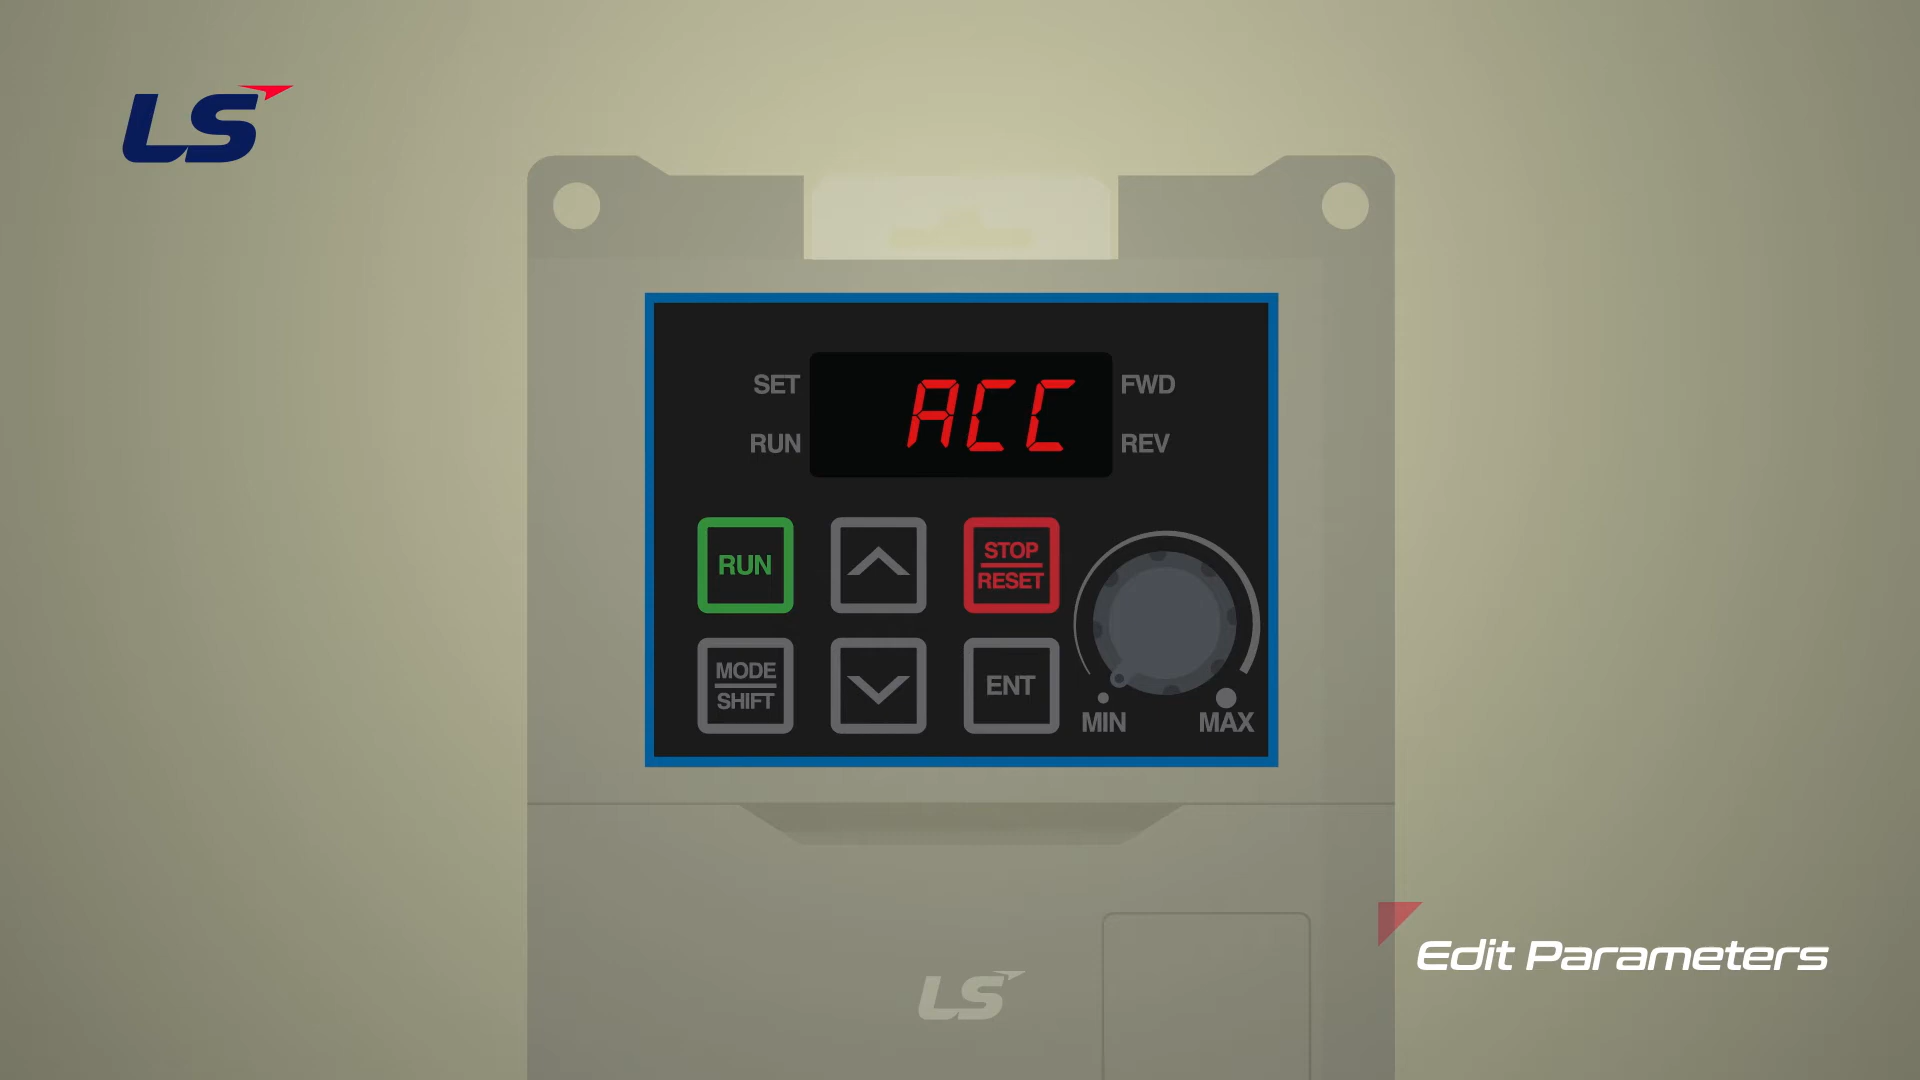 LS
SET
ACC
FWD
RUN
REV
RUN
STOP
RESET
MODE
SHIFT
ENT
MIN
MAX
Edit Parameters
LS